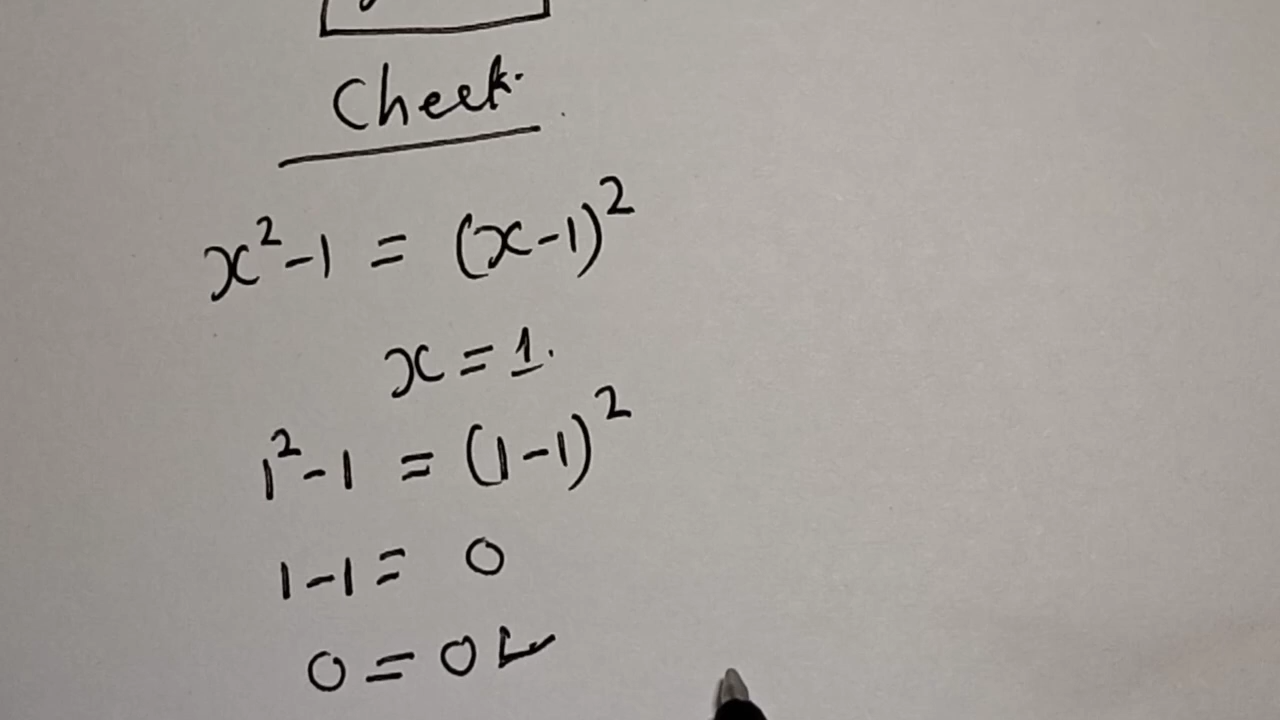 Check.
x²-1 = (x-1)²
x = 1.
1²-1 = (1-1)²
1-1 = 0
0 = 0 ✓